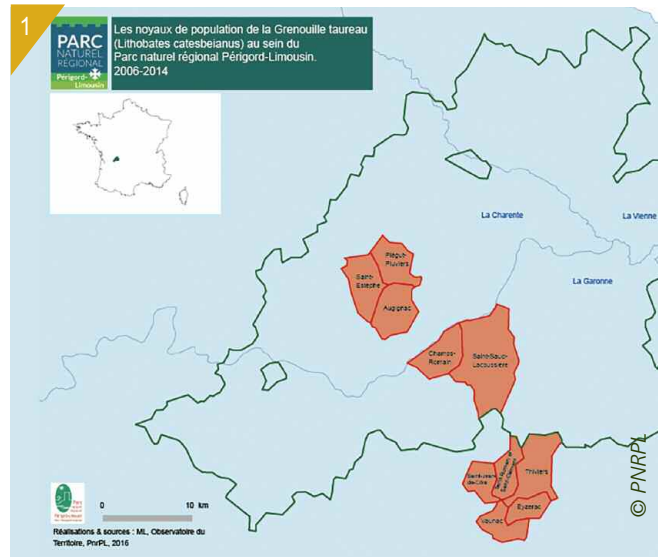 1
PARC
NATUREL
RÉGIONAL
Périgord-
Limousin
Les noyaux de population de la Grenouille taureau
(Lithobates catesbeianus) au sein du
Parc naturel régional Périgord-Limousin.
2006-2014
La Charente
La Vienne
La Garonne
Piégut-
Pluviers
Saint-
Estèphe
Augignac
Champs-
Romain
Saint-Saud-
Lacoussière
Thiviers
Eyzerac
Vaunac
0
10 km
Réalisations & sources : ML, Observatoire du
Territoire, PnrPL, 2016
© PNRPL